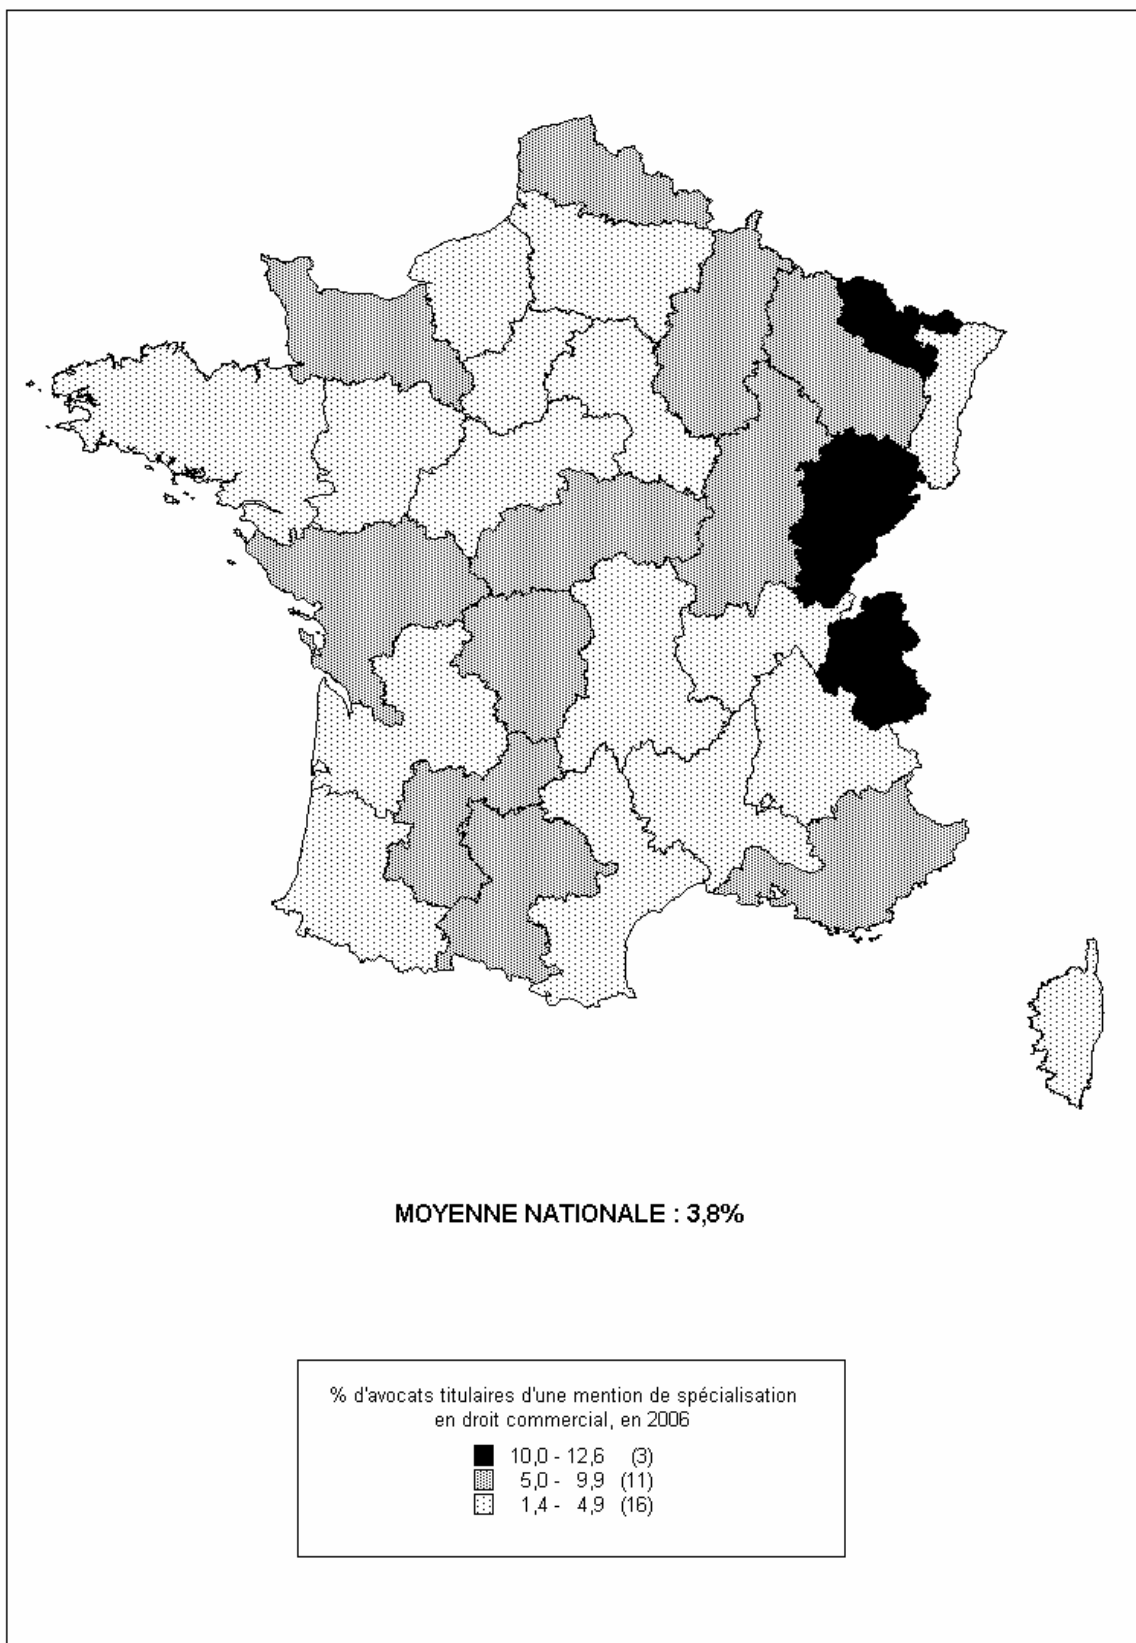 MOYENNE NATIONALE : 3,8%
% d'avocats titulaires d'une mention de spécialisation
en droit commercial, en 2006
10,0 - 12,6 (3)
5,0 - 9,9 (11)
1,4 - 4,9 (16)